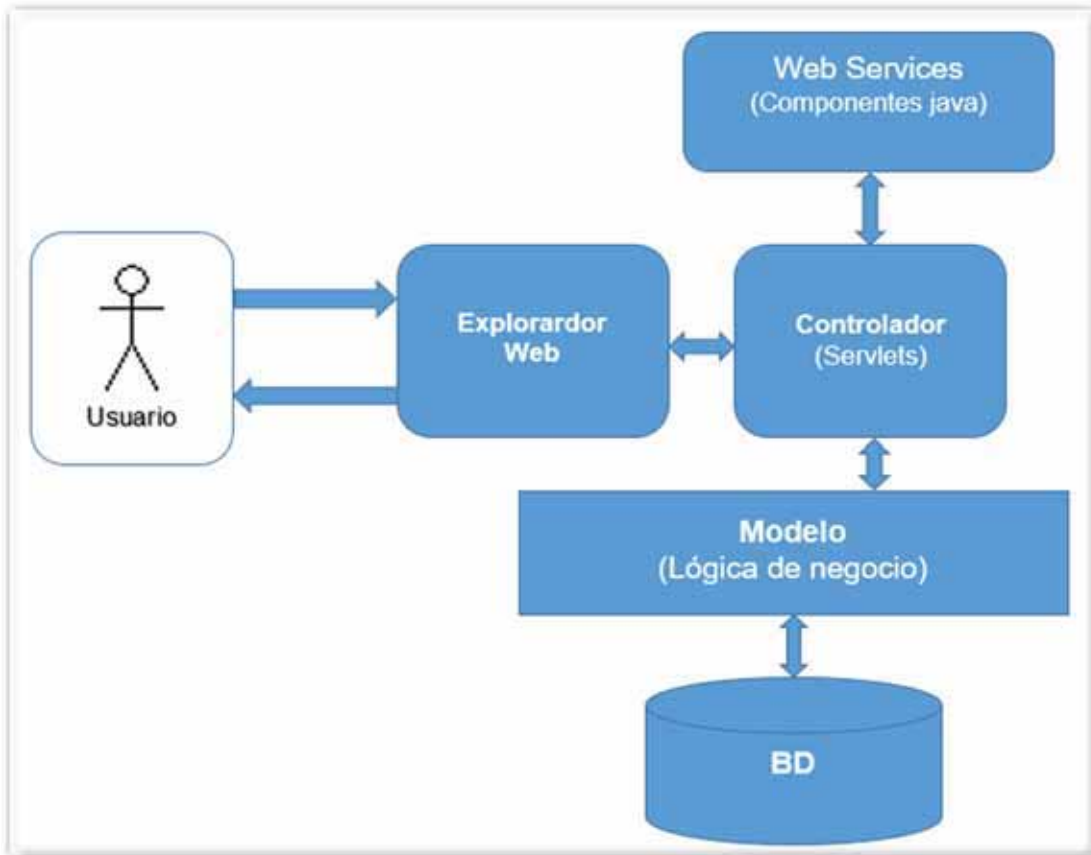 Web Services
(Componentes java)
Usuario
Explorardor
Web
Controlador
(Servlets)
Modelo
(Lógica de negocio)
BD